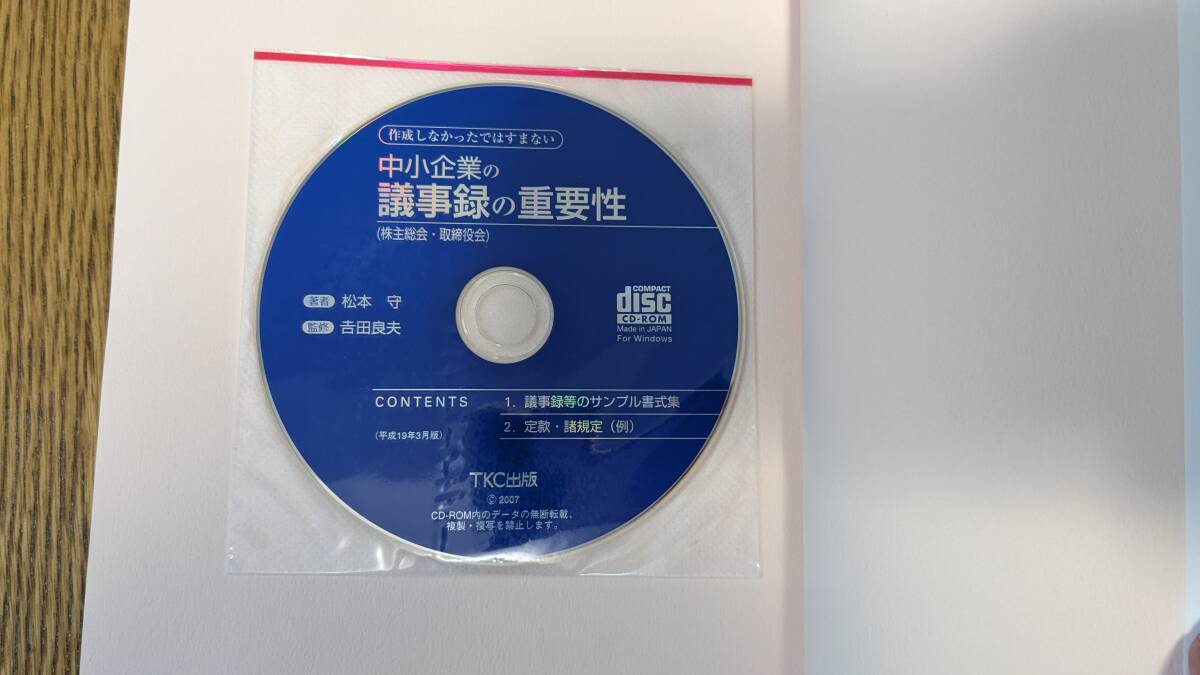 作成しなかったではすまない
中小企業の
議事録の重要性
(株主総会・取締役会)
著者 松本 守
監修 𠮷田良夫
COMPACT
disc
CD-ROM
Made in JAPAN
For Windows
CONTENTS
1. 議事録等のサンプル書式集
2. 定款・諸規定（例）
（平成19年3月版）
TKC出版
© 2007
CD-ROM内のデータの無断転載、
複製・複写を禁止します。